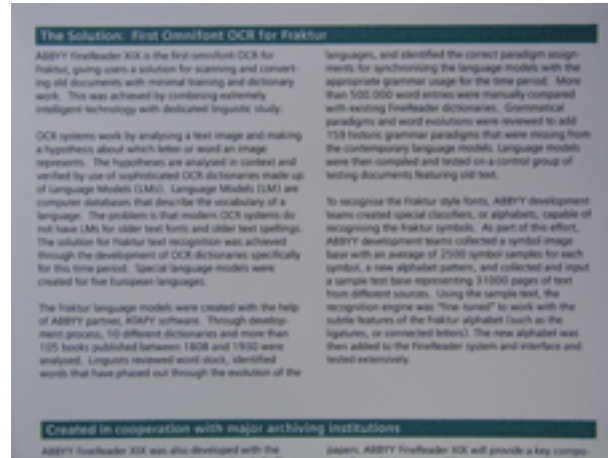 The Solution: First Omnifont OCR for Fraktur
ABBYY FineReader XIX is the first omnifont OCR for
Fraktur, giving users a solution for scanning and convert-
ing old documents with minimal training and dictionary
work. This was achieved by combining extremely
intelligent technology with dedicated linguistic study.
OCR systems work by analysing a text image and making
a hypothesis about which letter or word an image
represents. The hypotheses are analysed in context and
verified by use of sophisticated OCR dictionaries made up
of Language Models (LMs). Language Models (LM) are
computer databases that describe the vocabulary of a
language. The problem is that modern OCR systems do
not have LMs for older text fonts and older text spellings.
The solution for Fraktur text recognition was achieved
through the development of OCR dictionaries specifically
for this time period. Special language models were
created for five European languages.
The Fraktur language models were created with the help
of ABBYY partner, ATAPY software. Through develop-
ment process, 10 different dictionaries and more than
105 books published between 1808 and 1930 were
analysed. Linguists reviewed word stock, identified
words that have phased out through the evolution of the
languages, and identified the correct paradigm assign-
ments for synchronising the language models with the
appropriate grammar usage for the time period. More
than 500.000 word entries were manually compared
with existing FineReader dictionaries. Grammatical
paradigms and word evolutions were reviewed to add
159 historic grammar paradigms that were missing from
the contemporary language models. Language models
were then compiled and tested on a control group of
testing documents featuring old text.
To recognise the Fraktur style fonts, ABBYY development
teams created special classifiers, or alphabets, capable of
recognising the Fraktur symbols. As part of this effort,
ABBYY development teams collected a symbol image
base with an average of 2500 symbol samples for each
symbol, a new alphabet pattern, and collected and input
a sample test base representing 31000 pages of text
from different sources. Using the sample text, the
recognition engine was "fine-tuned" to work with the
subtle features of the Fraktur alphabet (such as the
ligatures, or connected letters). The new alphabet was
then added to the FineReader system and interface and
tested extensively.
Created in cooperation with major archiving institutions
ABBYY FineReader XIX was also developed with the
papers. ABBYY FineReader XIX will provide a key compo-